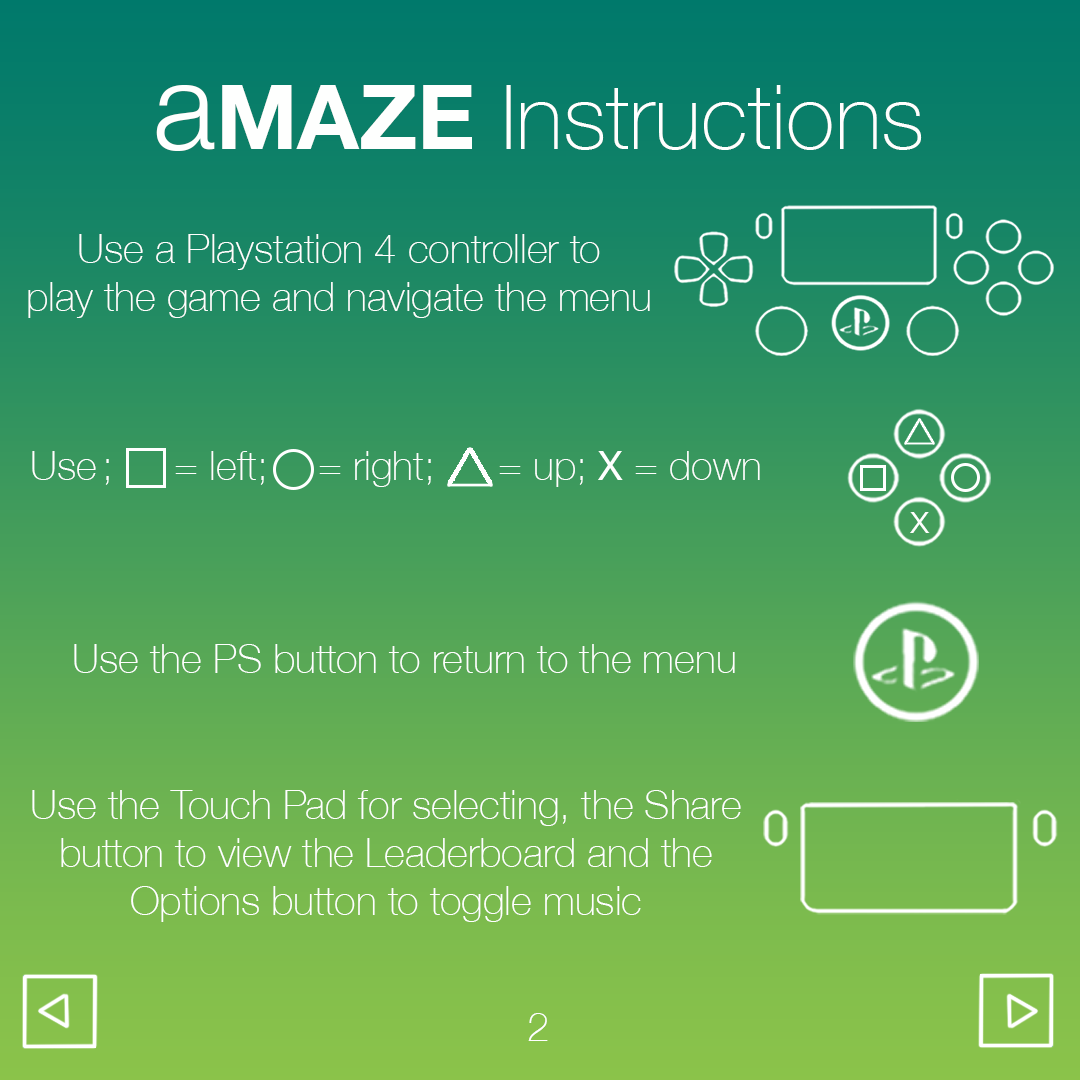 aMAZE Instructions
Use a Playstation 4 controller to
play the game and navigate the menu
Use ; □ = left; ○ = right; △ = up; X = down
X
Use the PS button to return to the menu
Use the Touch Pad for selecting, the Share
button to view the Leaderboard and the
Options button to toggle music
2